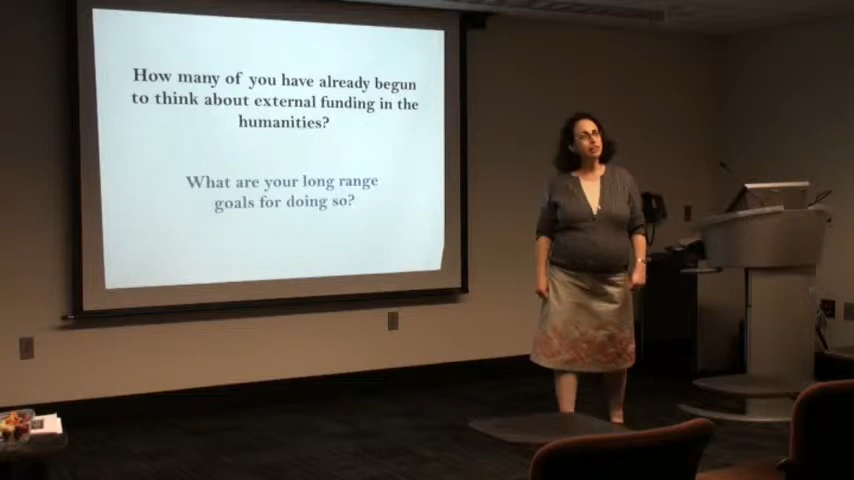 How many of you have already begun
to think about external funding in the
humanities?
What are your long range
goals for doing so?